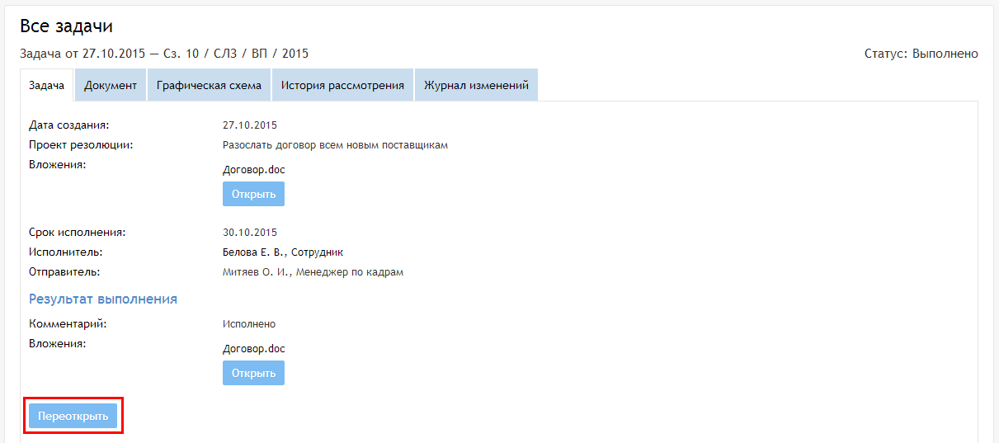 Все задачи
Задача от 27.10.2015 — Сз. 10 / СЛЗ / ВП / 2015 Статус: Выполнено
Задача Документ Графическая схема История рассмотрения Журнал изменений
Дата создания: 27.10.2015
Проект резолюции: Разослать договор всем новым поставщикам
Вложения: Договор.doc
Открыть
Срок исполнения: 30.10.2015
Исполнитель: Белова Е. В., Сотрудник
Отправитель: Митяев О. И., Менеджер по кадрам
Результат выполнения
Комментарий: Исполнено
Вложения: Договор.doc
Открыть
Переоткрыть